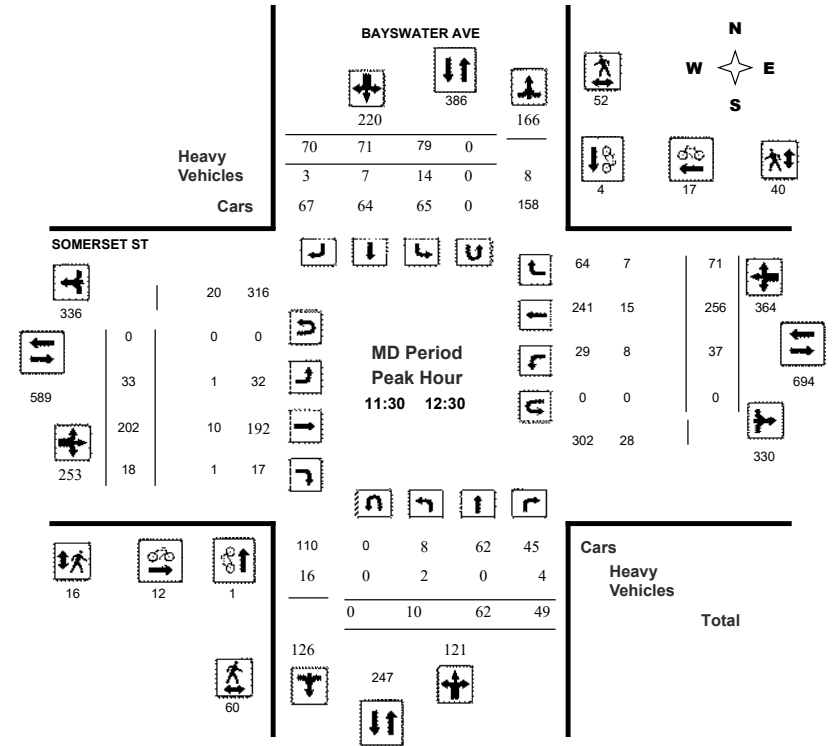 BAYSWATER AVE
N
W E
S
386
52
220 166
70 71 79 0
Heavy
Vehicles
3 7 14 0 8
Cars
67 64 65 0 158
4 17 40
SOMERSET ST
336
20 316
64 7 71
364
241 15 256
0 0 0
589
33 1 32
MD Period
Peak Hour
11:30 12:30
29 8 37
694
0 0 0
202 10 192
253
18 1 17
302 28
330
110 0 8 62 45
Cars
16 0 2 0 4
Heavy
Vehicles
0 10 62 49
Total
16 12 1
126 121
247
60